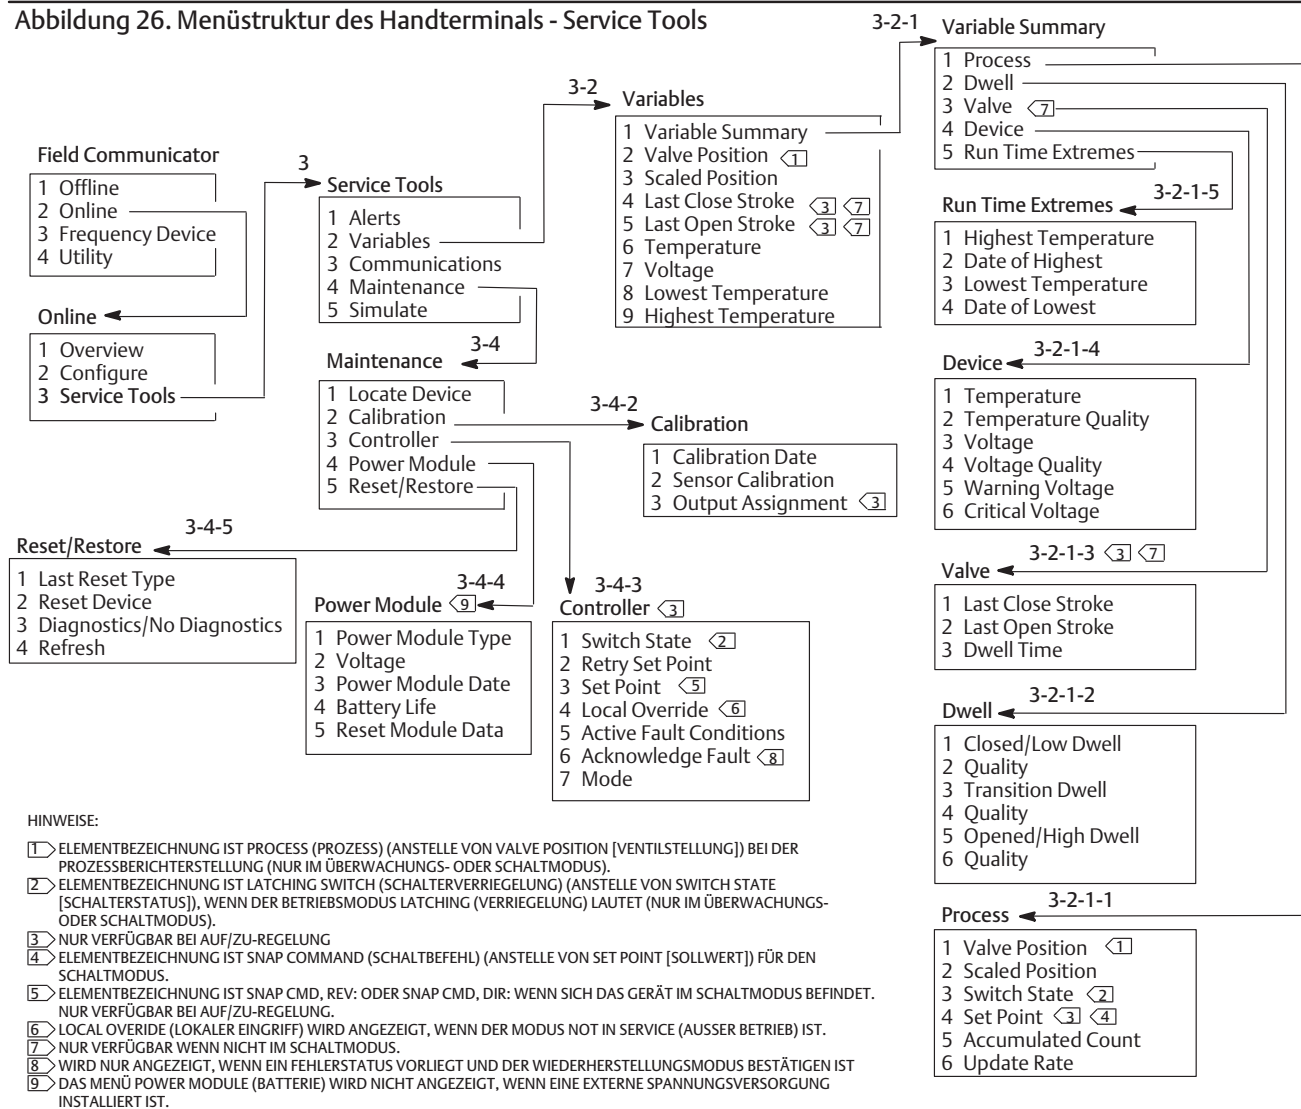 Abbildung 26. Menüstruktur des Handterminals - Service Tools
Field Communicator
1 Offline
2 Online
3 Frequency Device
4 Utility
Online
1 Overview
2 Configure
3 Service Tools
3
Service Tools
1 Alerts
2 Variables
3 Communications
4 Maintenance
5 Simulate
3-4
Maintenance
1 Locate Device
2 Calibration
3 Controller
4 Power Module
5 Reset/Restore
3-2
Variables
1 Variable Summary
2 Valve Position 1
3 Scaled Position
4 Last Close Stroke 3 7
5 Last Open Stroke 3 7
6 Temperature
7 Voltage
8 Lowest Temperature
9 Highest Temperature
3-4-2
Calibration
1 Calibration Date
2 Sensor Calibration
3 Output Assignment 3
3-4-5
Reset/Restore
1 Last Reset Type
2 Reset Device
3 Diagnostics/No Diagnostics
4 Refresh
3-4-4
Power Module 9
1 Power Module Type
2 Voltage
3 Power Module Date
4 Battery Life
5 Reset Module Data
3-4-3
Controller 3
1 Switch State 2
2 Retry Set Point
3 Set Point 5
4 Local Override 6
5 Active Fault Conditions
6 Acknowledge Fault 8
7 Mode
3-2-1
Variable Summary
1 Process
2 Dwell
3 Valve 7
4 Device
5 Run Time Extremes
3-2-1-5
Run Time Extremes
1 Highest Temperature
2 Date of Highest
3 Lowest Temperature
4 Date of Lowest
3-2-1-4
Device
1 Temperature
2 Temperature Quality
3 Voltage
4 Voltage Quality
5 Warning Voltage
6 Critical Voltage
3-2-1-3 3 7
Valve
1 Last Close Stroke
2 Last Open Stroke
3 Dwell Time
3-2-1-2
Dwell
1 Closed/Low Dwell
2 Quality
3 Transition Dwell
4 Quality
5 Opened/High Dwell
6 Quality
3-2-1-1
Process
1 Valve Position 1
2 Scaled Position
3 Switch State 2
4 Set Point 3 4
5 Accumulated Count
6 Update Rate
HINWEISE:
1 ELEMENTBEZEICHNUNG IST PROCESS (PROZESS) (ANSTELLE VON VALVE POSITION [VENTILSTELLUNG]) BEI DER
PROZESSBERICHTERSTELLUNG (NUR IM ÜBERWACHUNGS- ODER SCHALTMODUS).
2 ELEMENTBEZEICHNUNG IST LATCHING SWITCH (SCHALTERVERRIEGELUNG) (ANSTELLE VON SWITCH STATE
[SCHALTERSTATUS]), WENN DER BETRIEBSMODUS LATCHING (VERRIEGELUNG) LAUTET (NUR IM ÜBERWACHUNGS-
ODER SCHALTMODUS).
3 NUR VERFÜGBAR BEI AUF/ZU-REGELUNG
4 ELEMENTBEZEICHNUNG IST SNAP COMMAND (SCHALTBEFEHL) (ANSTELLE VON SET POINT [SOLLWERT]) FÜR DEN
SCHALTMODUS.
5 ELEMENTBEZEICHNUNG IST SNAP CMD, REV: ODER SNAP CMD, DIR: WENN SICH DAS GERÄT IM SCHALTMODUS BEFINDET.
NUR VERFÜGBAR BEI AUF/ZU-REGELUNG.
6 LOCAL OVERIDE (LOKALER EINGRIFF) WIRD ANGEZEIGT, WENN DER MODUS NOT IN SERVICE (AUSSER BETRIEB) IST.
7 NUR VERFÜGBAR WENN NICHT IM SCHALTMODUS.
8 WIRD NUR ANGEZEIGT, WENN EIN FEHLERSTATUS VORLIEGT UND DER WIEDERHERSTELLUNGSMODUS BESTÄTIGEN IST
9 DAS MENÜ POWER MODULE (BATTERIE) WIRD NICHT ANGEZEIGT, WENN EINE EXTERNE SPANNUNGSVERSORGUNG
INSTALLIERT IST.